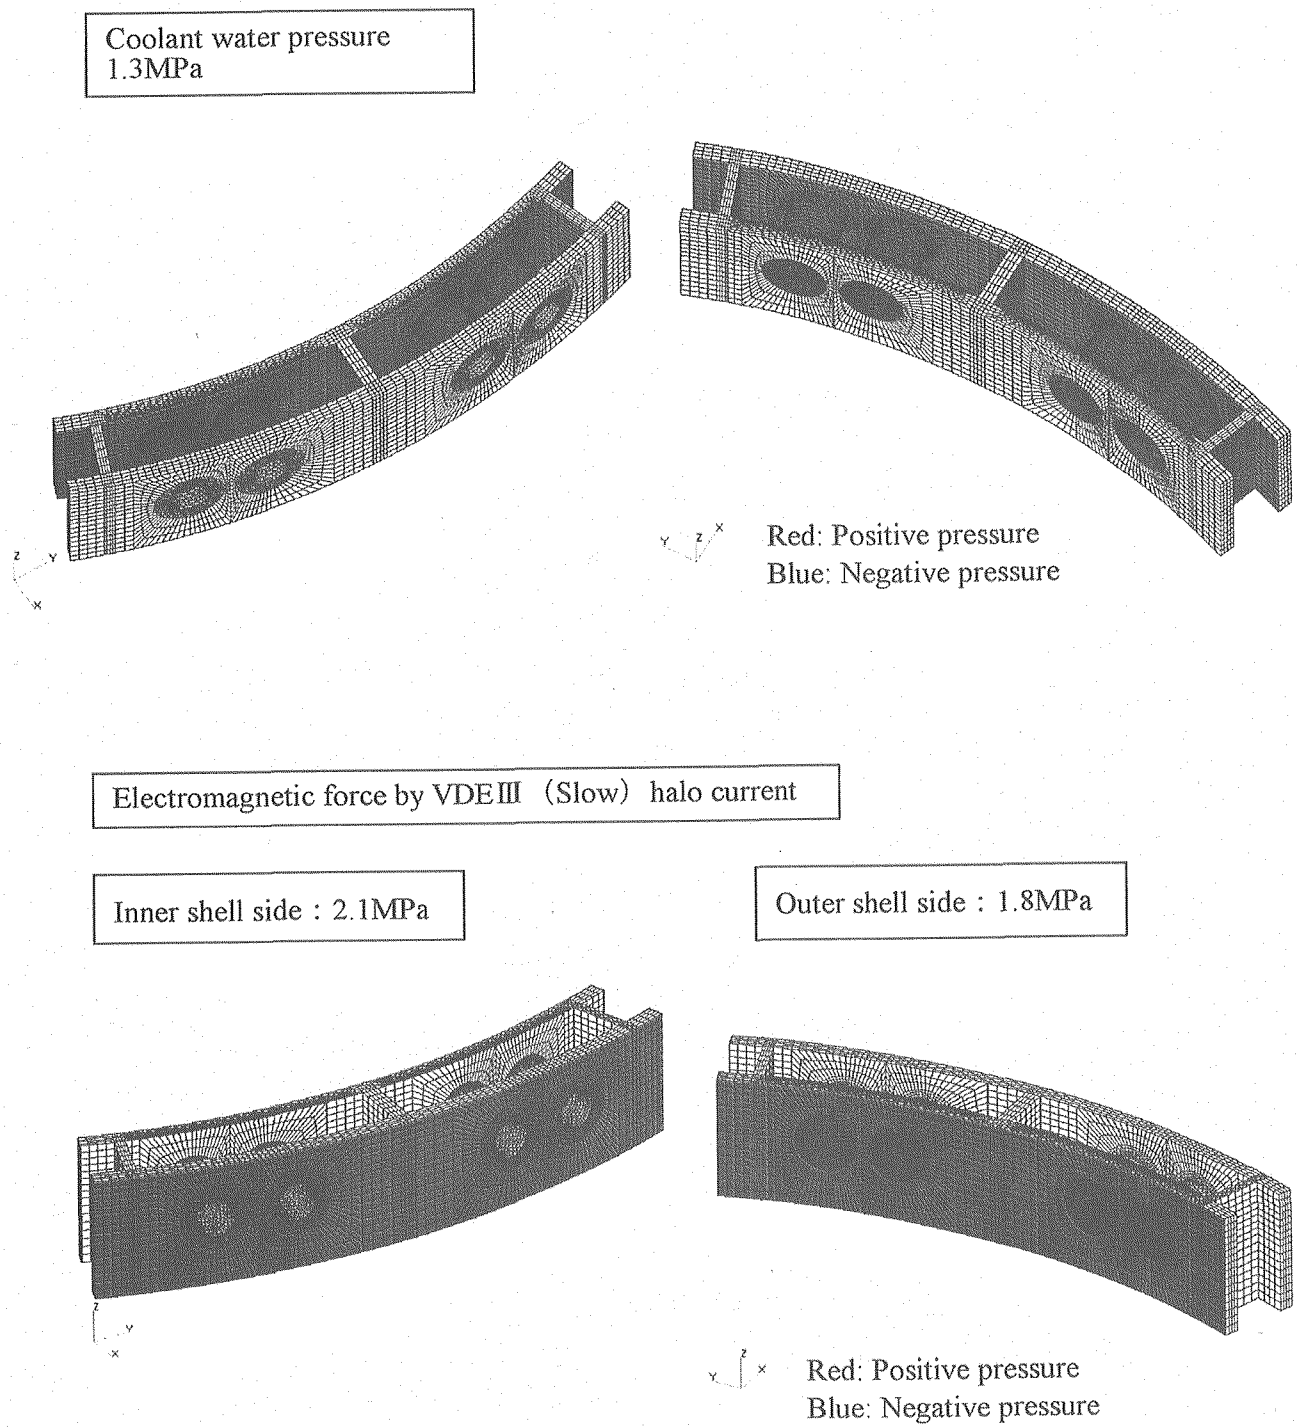 Coolant water pressure
1.3MPa
Z
Y
X
Y
Z
X
Red: Positive pressure
Blue: Negative pressure
Electromagnetic force by VDEⅢ （Slow） halo current
Inner shell side : 2.1MPa
Outer shell side : 1.8MPa
Z
Y
X
Y
Z
X
Red: Positive pressure
Blue: Negative pressure